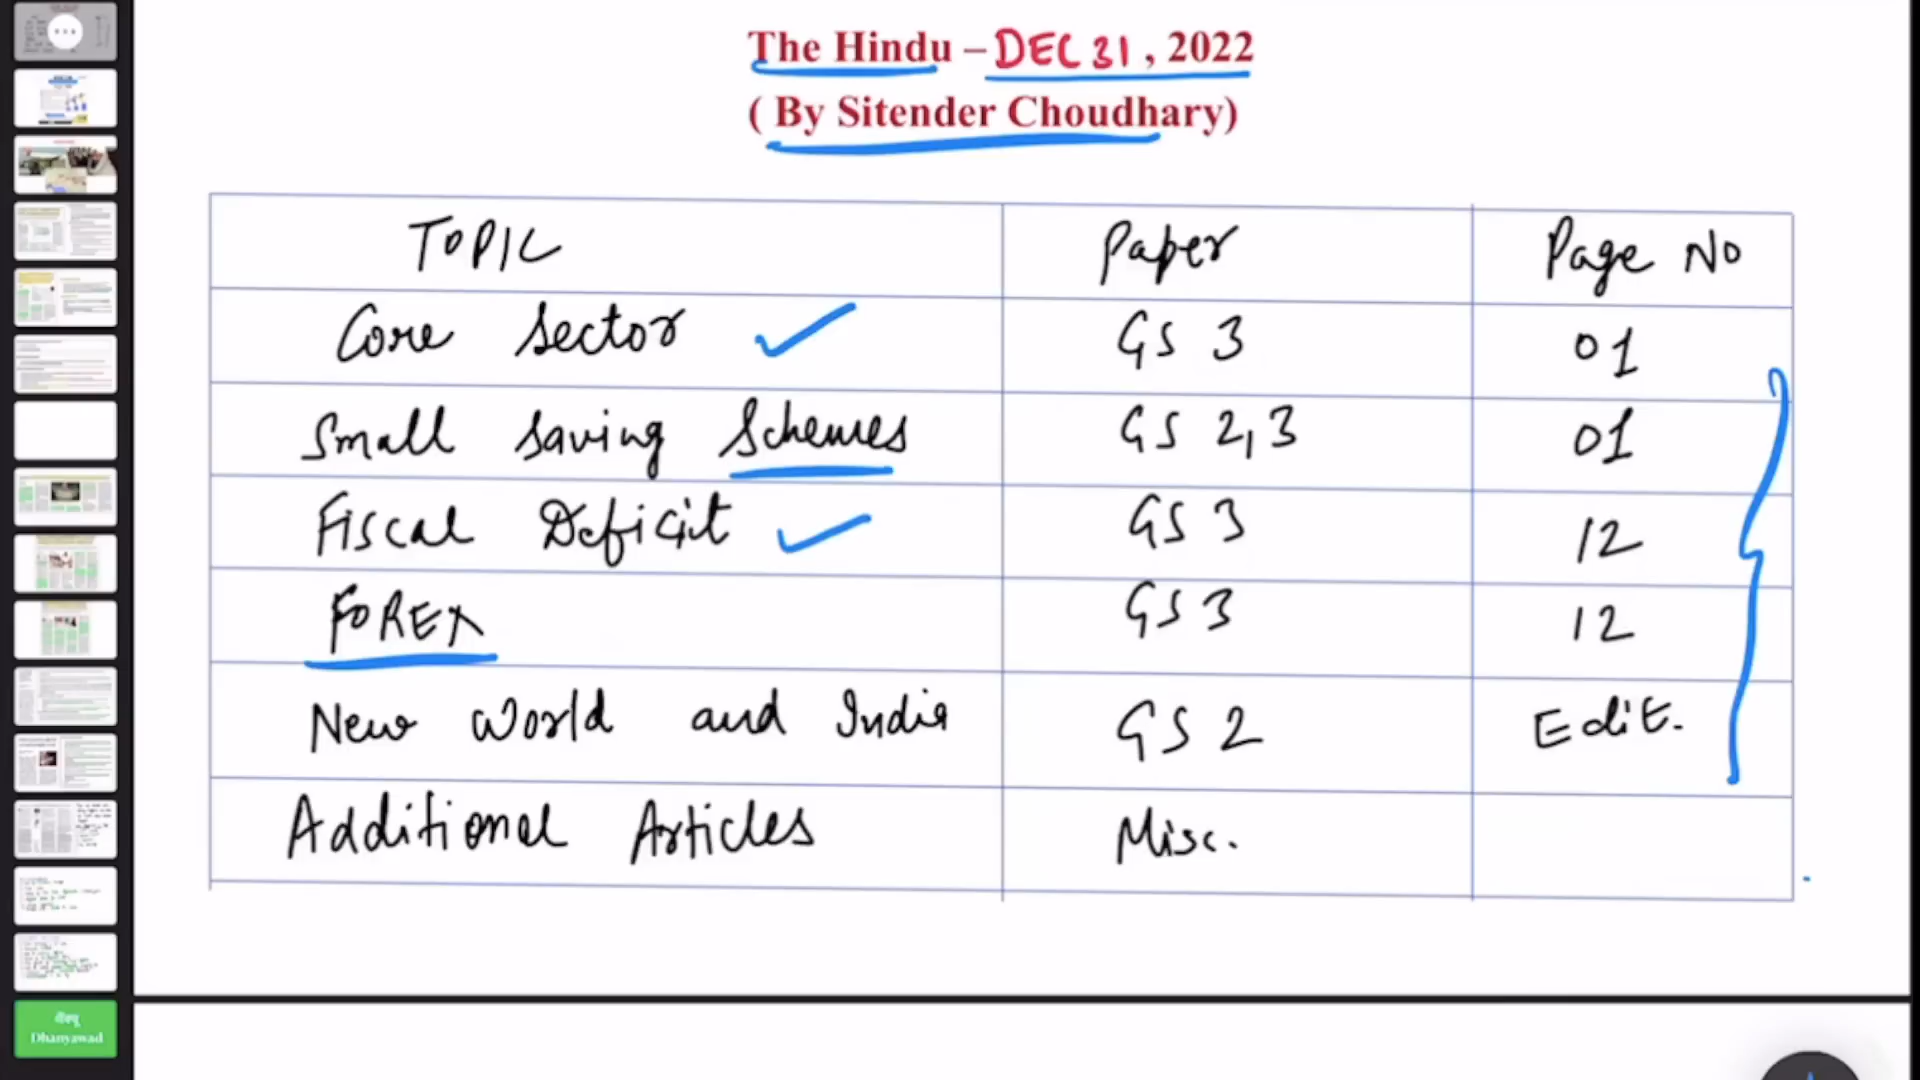 The Hindu – DEC 31, 2022
( By Sitender Choudhary)
TOPIC Paper Page No
Core Sector GS 3 01
Small Saving Schemes GS 2,3 01
Fiscal Deficit GS 3 12
FOREX GS 3 12
New World and India GS 2 Edit.
Additional Articles Misc.
Dhanyawad